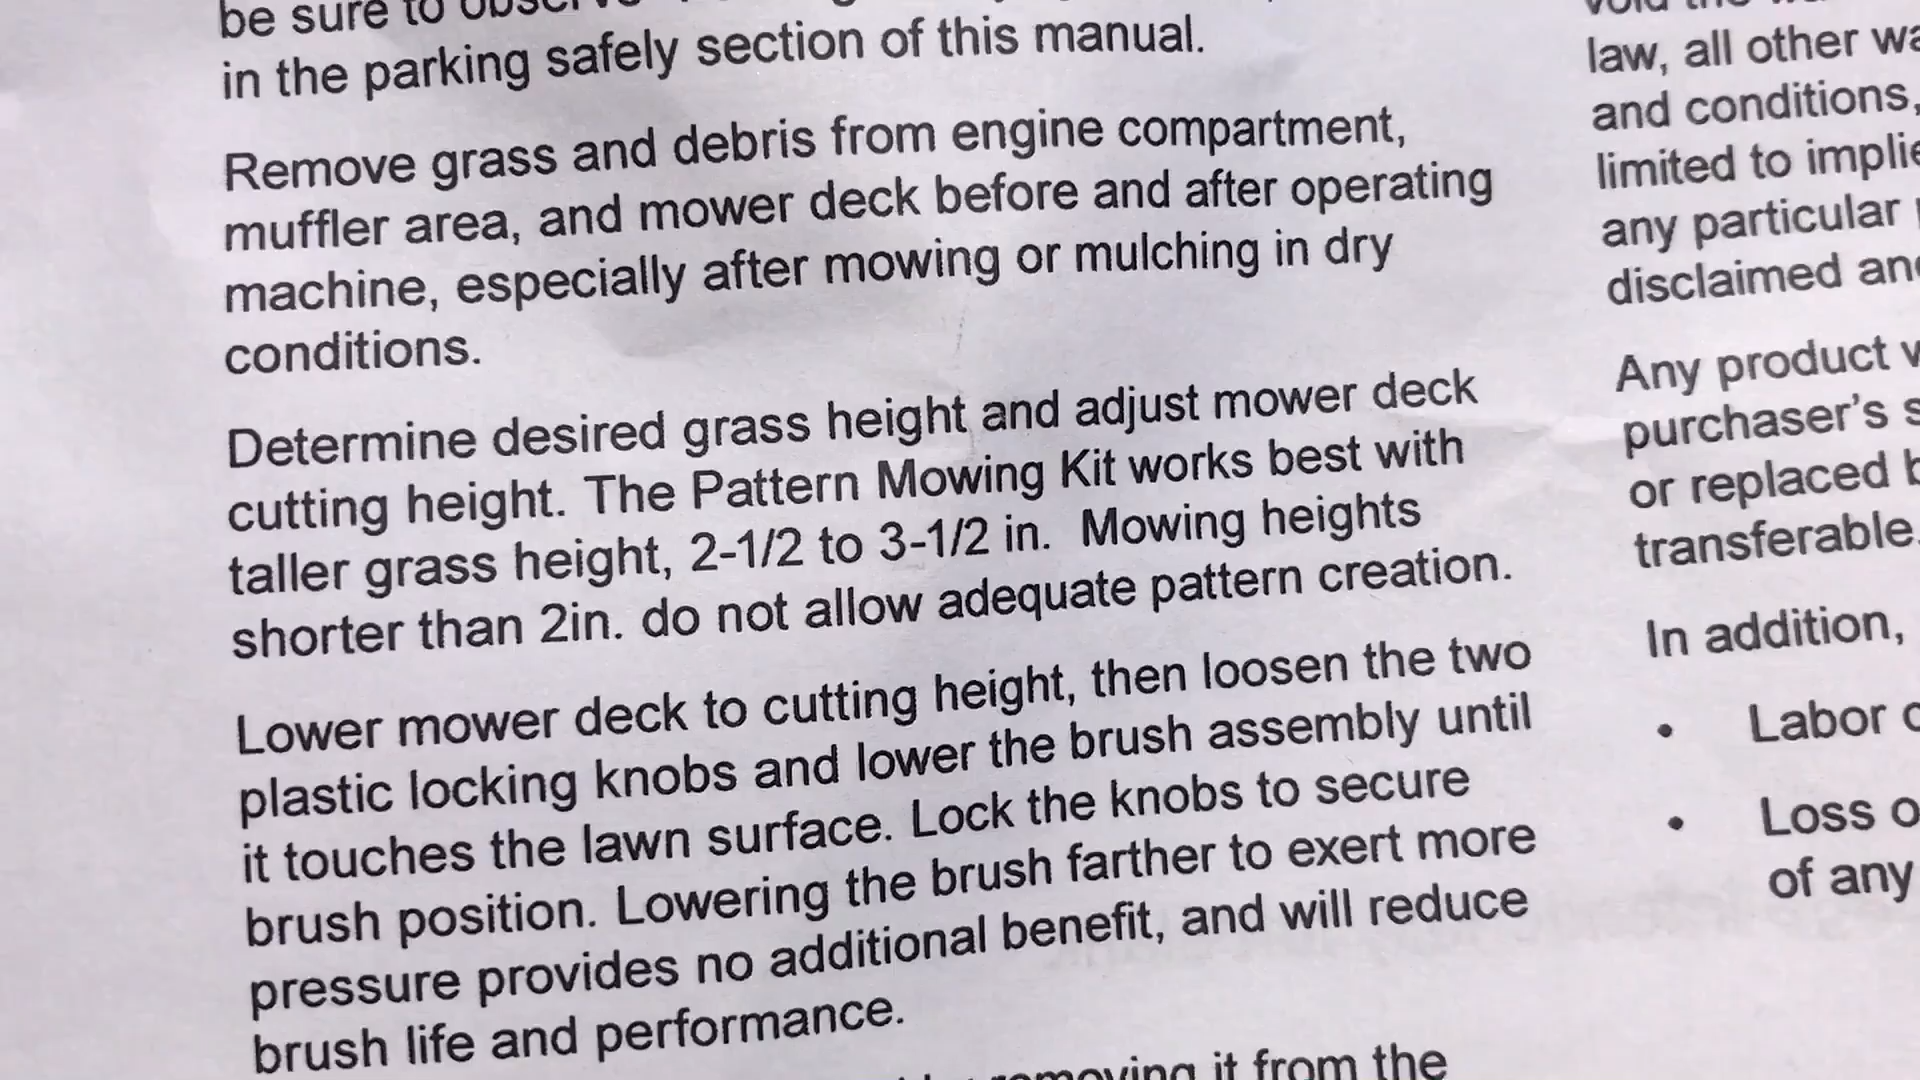 be sure to
in the parking safely section of this manual.
Remove grass and debris from engine compartment,
muffler area, and mower deck before and after operating
machine, especially after mowing or mulching in dry
conditions.
Determine desired grass height and adjust mower deck
cutting height. The Pattern Mowing Kit works best with
taller grass height, 2-1/2 to 3-1/2 in. Mowing heights
shorter than 2in. do not allow adequate pattern creation.
Lower mower deck to cutting height, then loosen the two
plastic locking knobs and lower the brush assembly until
it touches the lawn surface. Lock the knobs to secure
brush position. Lowering the brush farther to exert more
pressure provides no additional benefit, and will reduce
brush life and performance.
it from the
law, all other
and conditions,
limited to
any particular
disclaimed
Any product
purchaser's
or replaced
transferable.
In addition,
• Labor
• Loss
of any